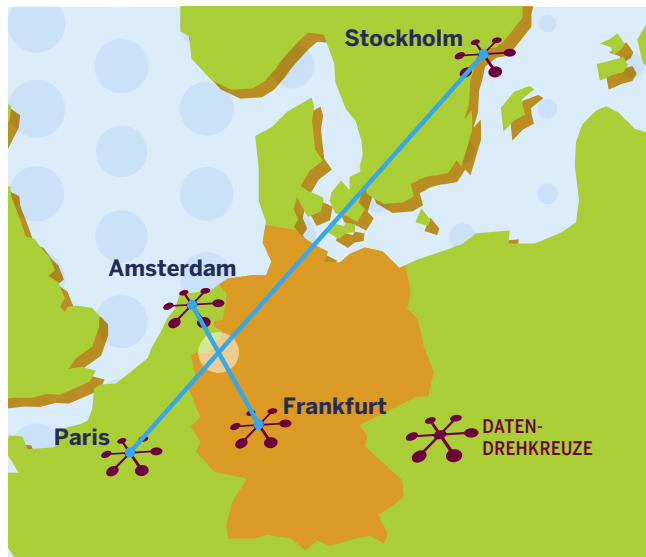 Stockholm
Amsterdam
Frankfurt
Paris
DATEN-
DREHKREUZE